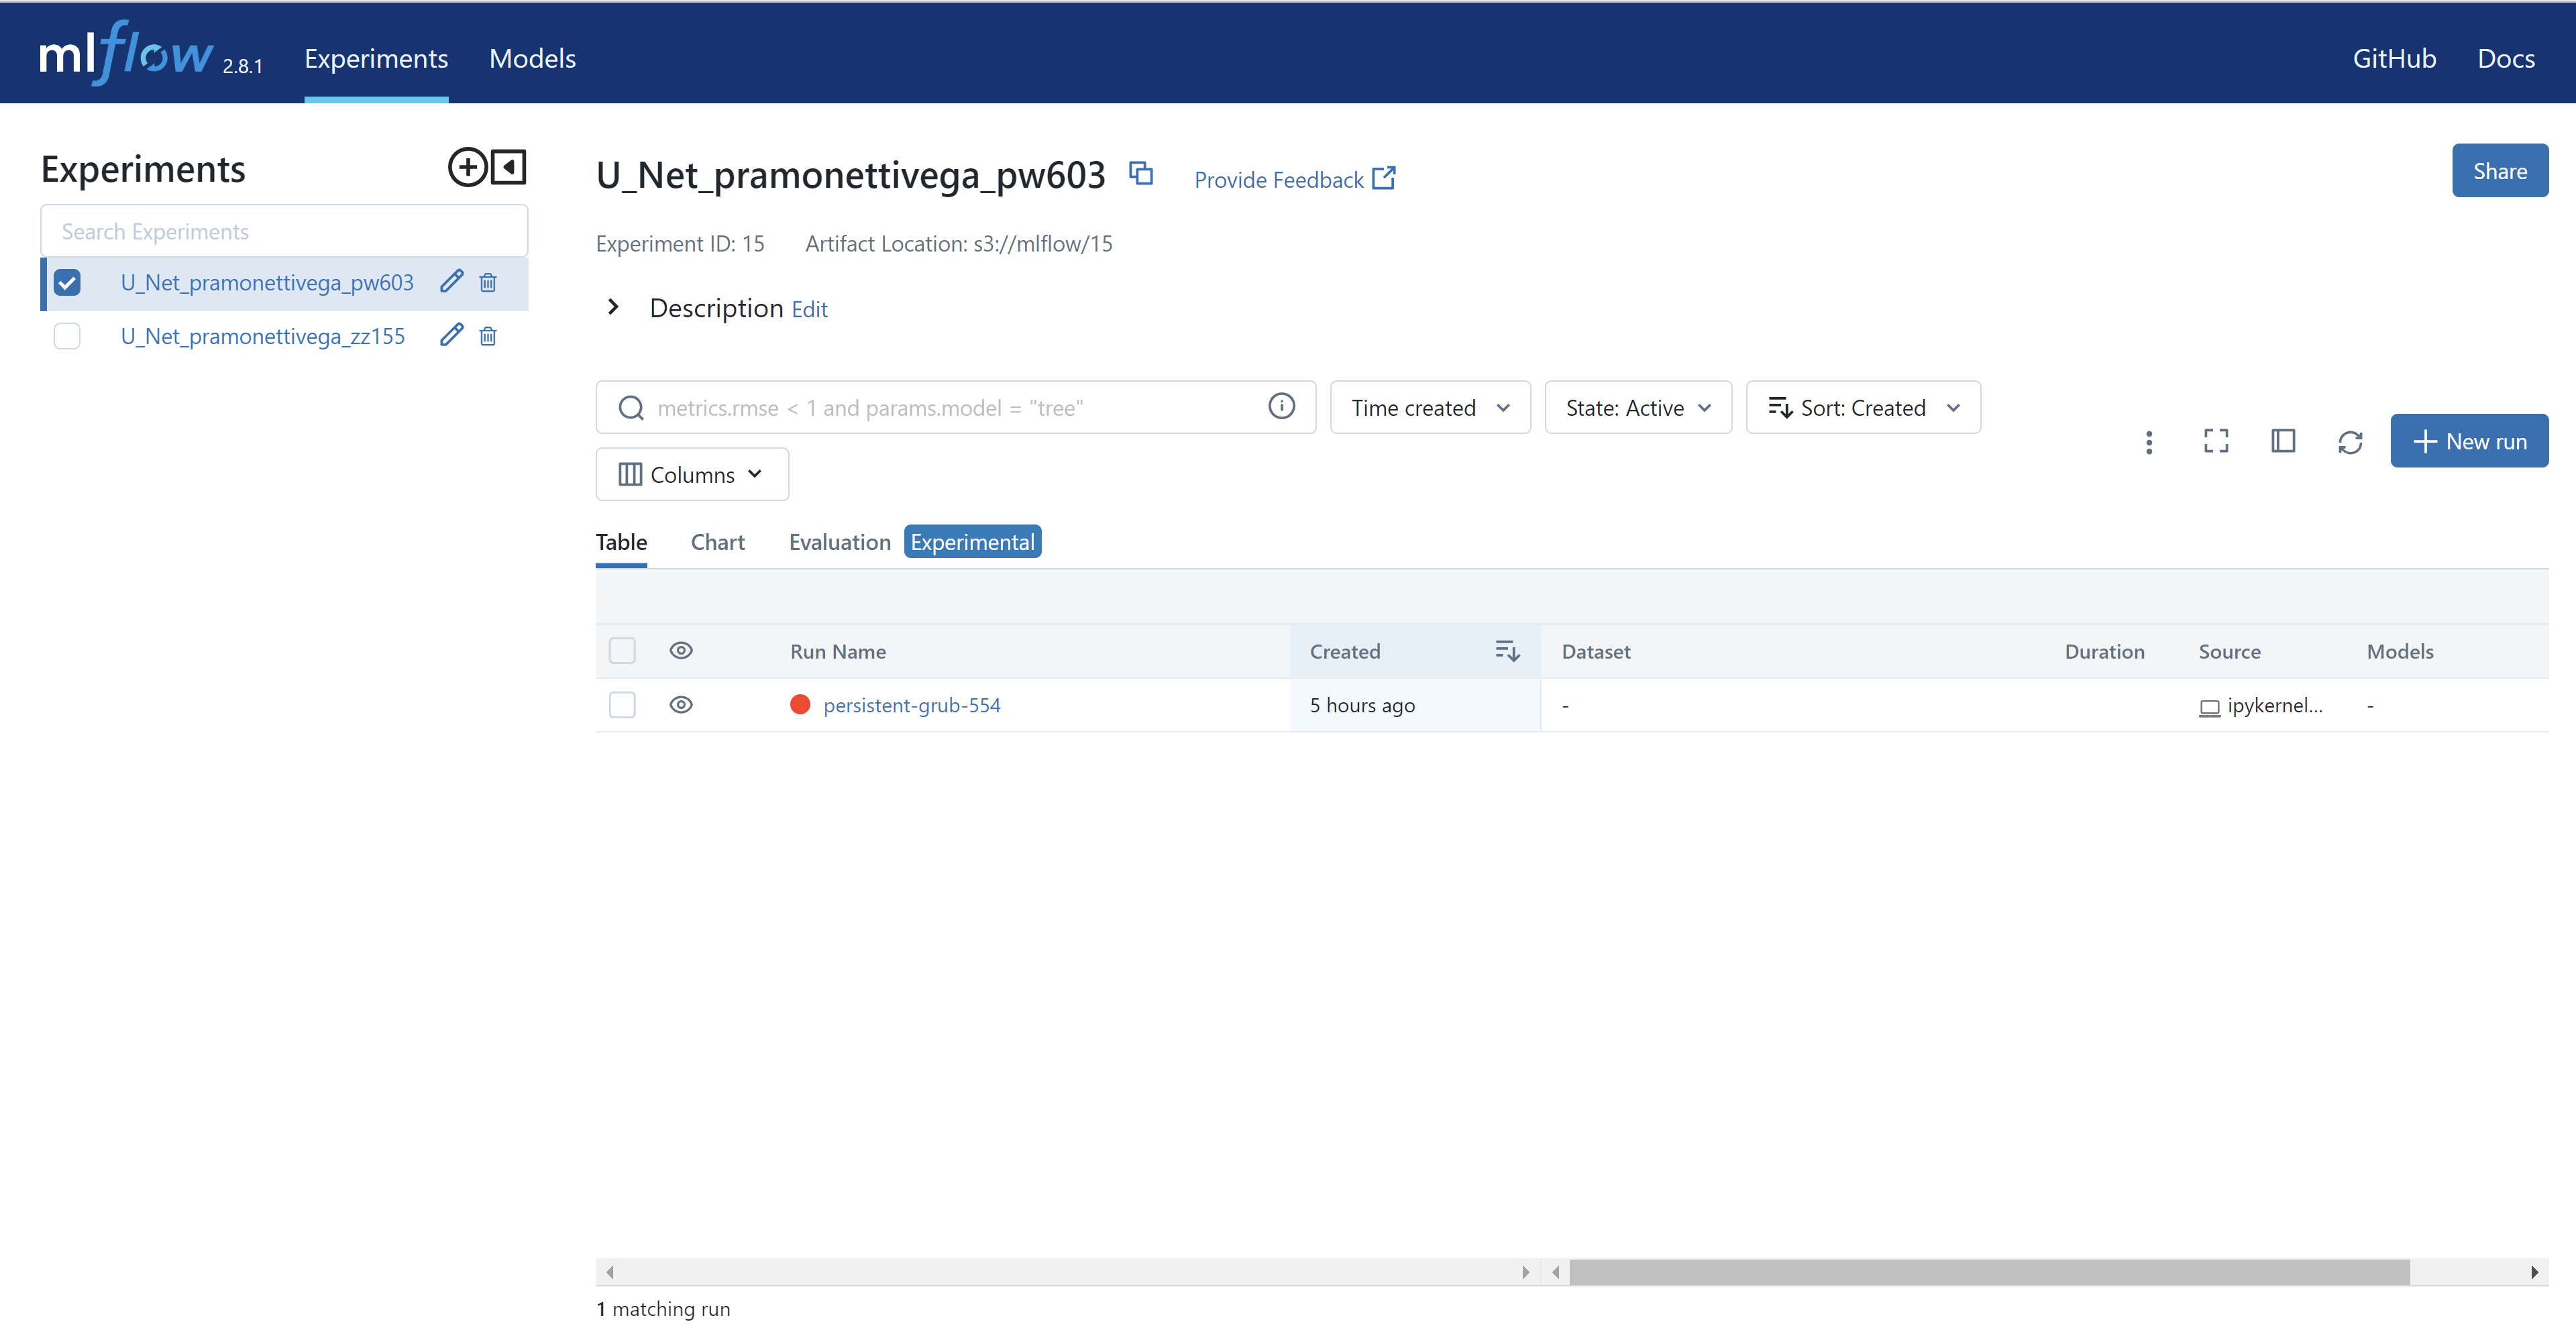 mlflow 2.8.1 Experiments Models GitHub Docs
Experiments
Search Experiments
U_Net_pramonettivega_pw603
U_Net_pramonettivega_zz155
U_Net_pramonettivega_pw603 Provide Feedback Share
Experiment ID: 15 Artifact Location: s3://mlflow/15
Description Edit
metrics.rmse < 1 and params.model = "tree" Time created State: Active Sort: Created
Columns
New run
Table Chart Evaluation Experimental
Run Name Created Dataset Duration Source Models
persistent-grub-554 5 hours ago - ipykernel... -
1 matching run